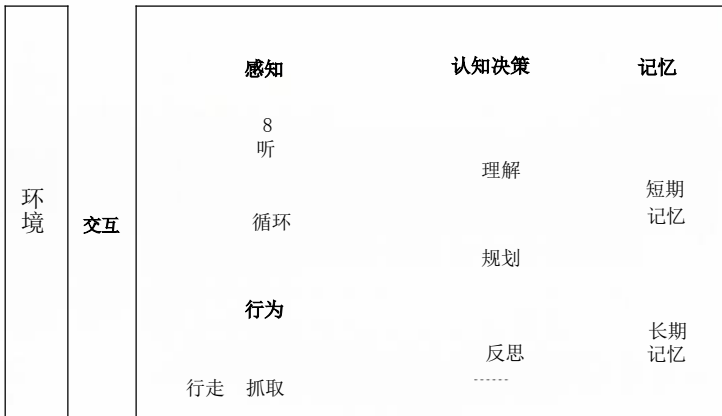 环境
交互
感知
8
听
循环
行为
行走 抓取
认知决策
理解
规划
反思
------
记忆
短期
记忆
长期
记忆